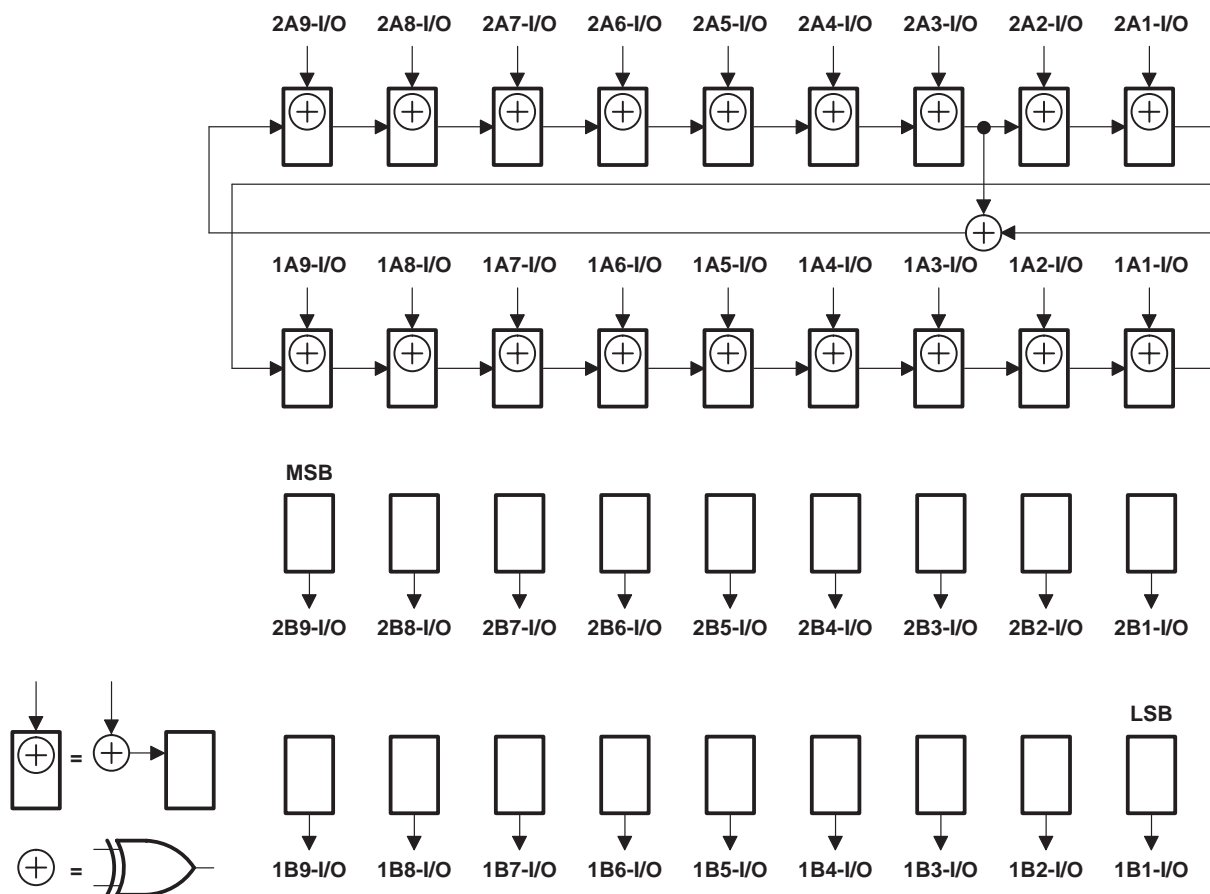 2A9-I/O 2A8-I/O 2A7-I/O 2A6-I/O 2A5-I/O 2A4-I/O 2A3-I/O 2A2-I/O 2A1-I/O
1A9-I/O 1A8-I/O 1A7-I/O 1A6-I/O 1A5-I/O 1A4-I/O 1A3-I/O 1A2-I/O 1A1-I/O
MSB
2B9-I/O 2B8-I/O 2B7-I/O 2B6-I/O 2B5-I/O 2B4-I/O 2B3-I/O 2B2-I/O 2B1-I/O
LSB
=
1B9-I/O 1B8-I/O 1B7-I/O 1B6-I/O 1B5-I/O 1B4-I/O 1B3-I/O 1B2-I/O 1B1-I/O
=